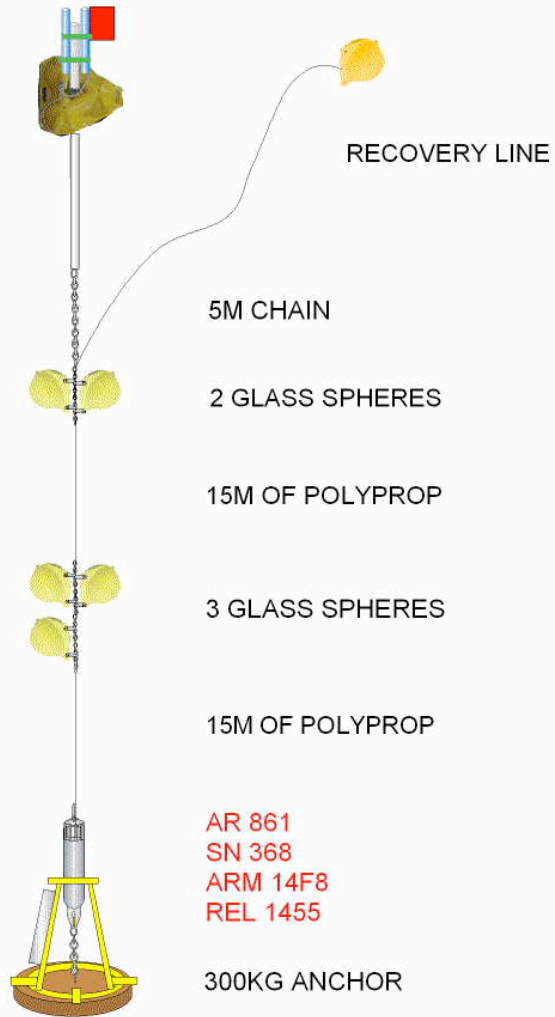 RECOVERY LINE
5M CHAIN
2 GLASS SPHERES
15M OF POLYPROP
3 GLASS SPHERES
15M OF POLYPROP
AR 861
SN 368
ARM 14F8
REL 1455
300KG ANCHOR